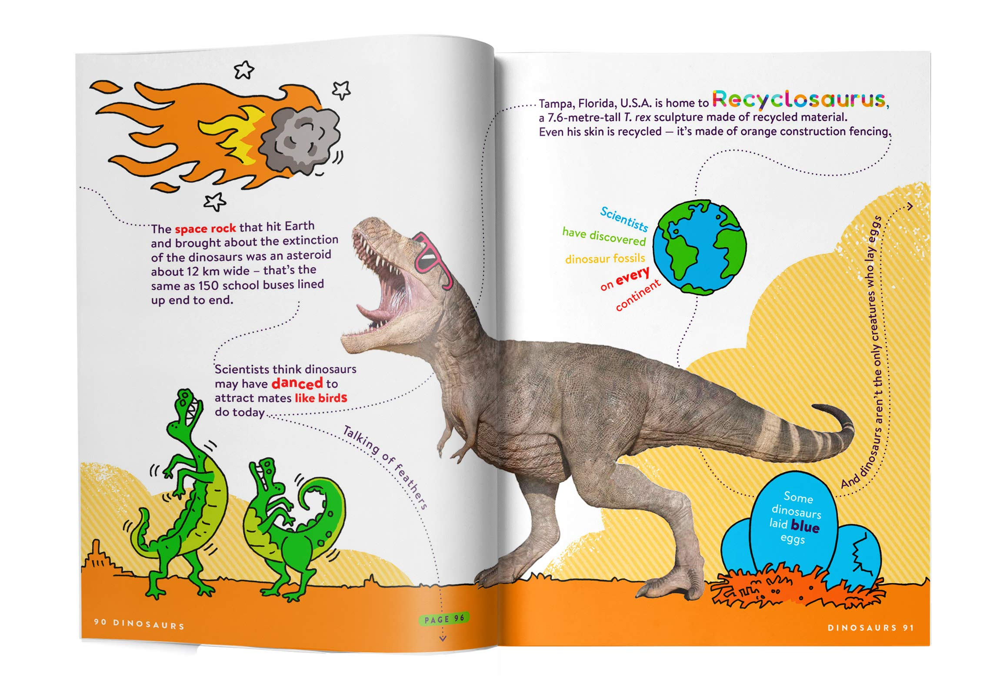 The space rock that hit Earth
and brought about the extinction
of the dinosaurs was an asteroid
about 12 km wide – that's the
same as 150 school buses lined
up end to end.
Scientists think dinosaurs
may have danced to
attract mates like birds
do today
Talking of feathers
90 DINOSAURS
PAGE 96
Tampa, Florida, U.S.A. is home to Recyclosaurus,
a 7.6-metre-tall T. rex sculpture made of recycled material.
Even his skin is recycled – it's made of orange construction fencing.
Scientists
have discovered
dinosaur fossils
on every
continent
Some
dinosaurs
laid blue
eggs
And dinosaurs aren't the only creatures who lay eggs
DINOSAURS 91